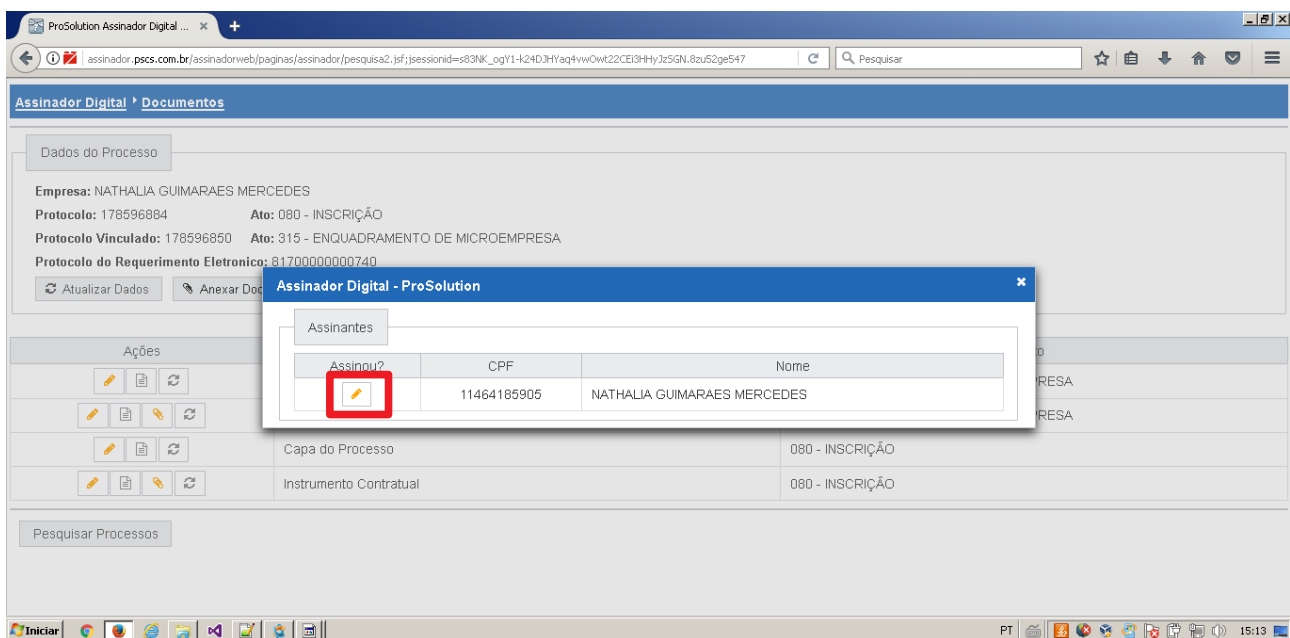 ProSolution Assinador Digital ...
assinador.pscs.com.br/assinadorweb/paginas/assinador/pesquisa2.jsf;jsessionid=s83NK_ogY1-k24DJHYaq4vwOwt22CEi3HHyJzSGN.8zu52ge547
Pesquisar
Assinador Digital Documentos
Dados do Processo
Empresa: NATHALIA GUIMARAES MERCEDES
Protocolo: 178596884 Ato: 080 - INSCRIÇÃO
Protocolo Vinculado: 178596850 Ato: 315 - ENQUADRAMENTO DE MICROEMPRESA
Protocolo do Requerimento Eletronico: 81700000000740
Atualizar Dados Anexar Doc
Assinador Digital - ProSolution
Assinantes
Assinou? CPF Nome
11464185905 NATHALIA GUIMARAES MERCEDES
Ações
RESA
RESA
Capa do Processo 080 - INSCRIÇÃO
Instrumento Contratual 080 - INSCRIÇÃO
Pesquisar Processos
Iniciar PT 15:13